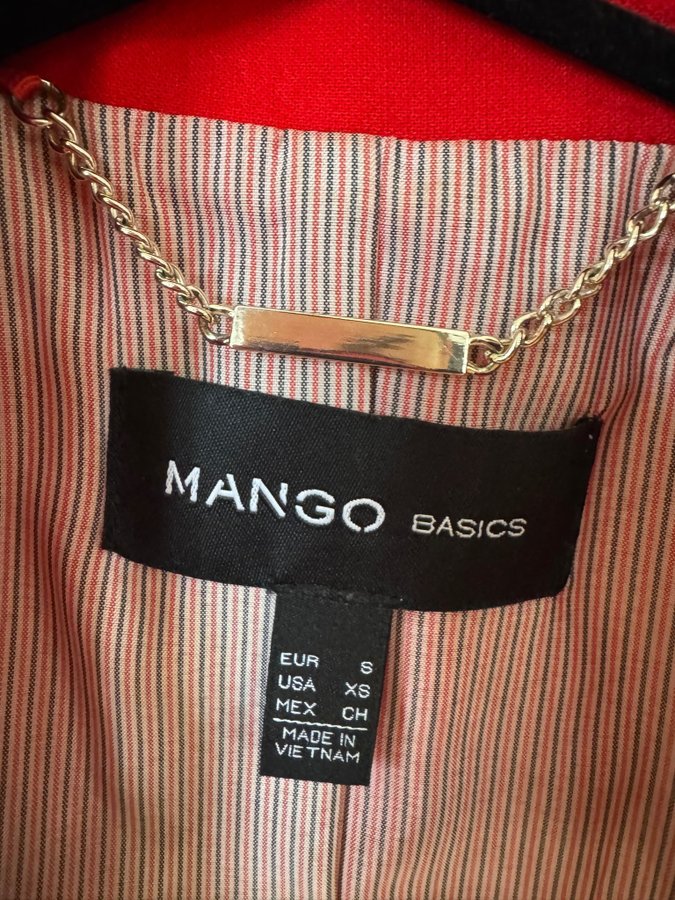 MANGO BASICS
EUR S
USA XS
MEX CH
MADE IN
VIETNAM